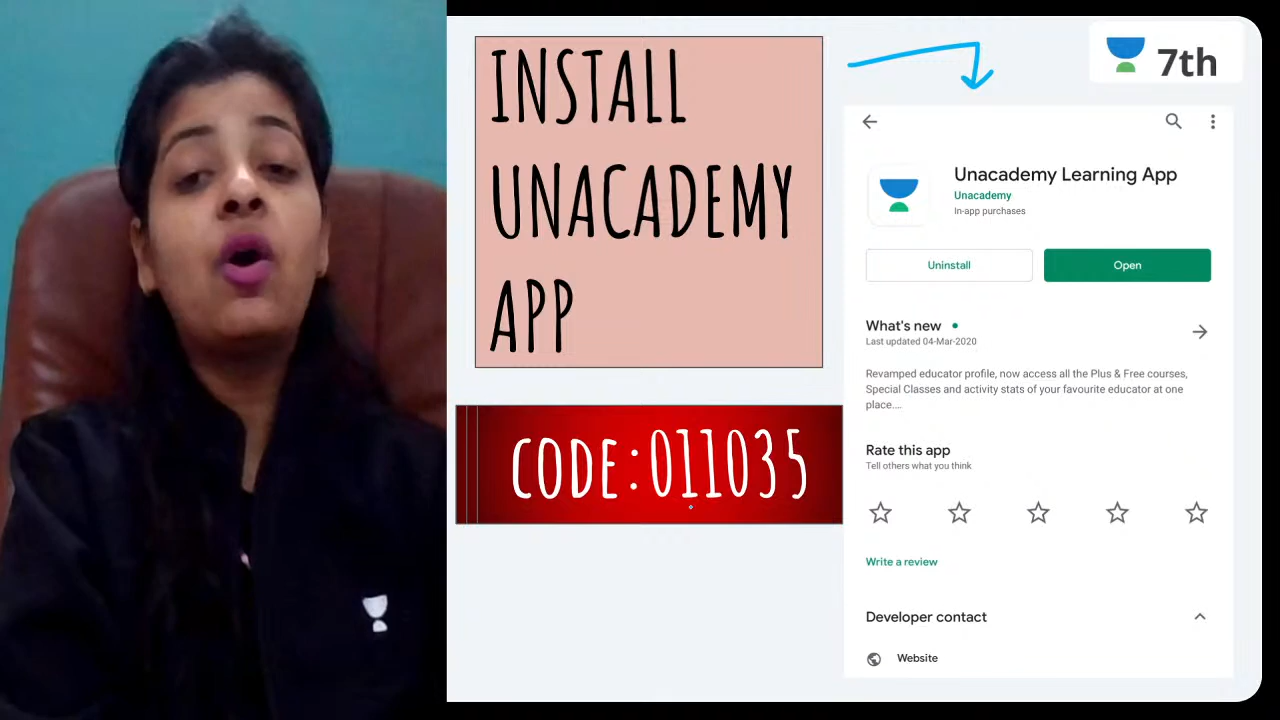 INSTALL
UNACADEMY
APP
CODE:011035
7th
Unacademy Learning App
Unacademy
In-app purchases
Uninstall
Open
What's new
Last updated 04-Mar-2020
Revamped educator profile, now access all the Plus & Free courses,
Special Classes and activity stats of your favourite educator at one
place....
Rate this app
Tell others what you think
Write a review
Developer contact
Website